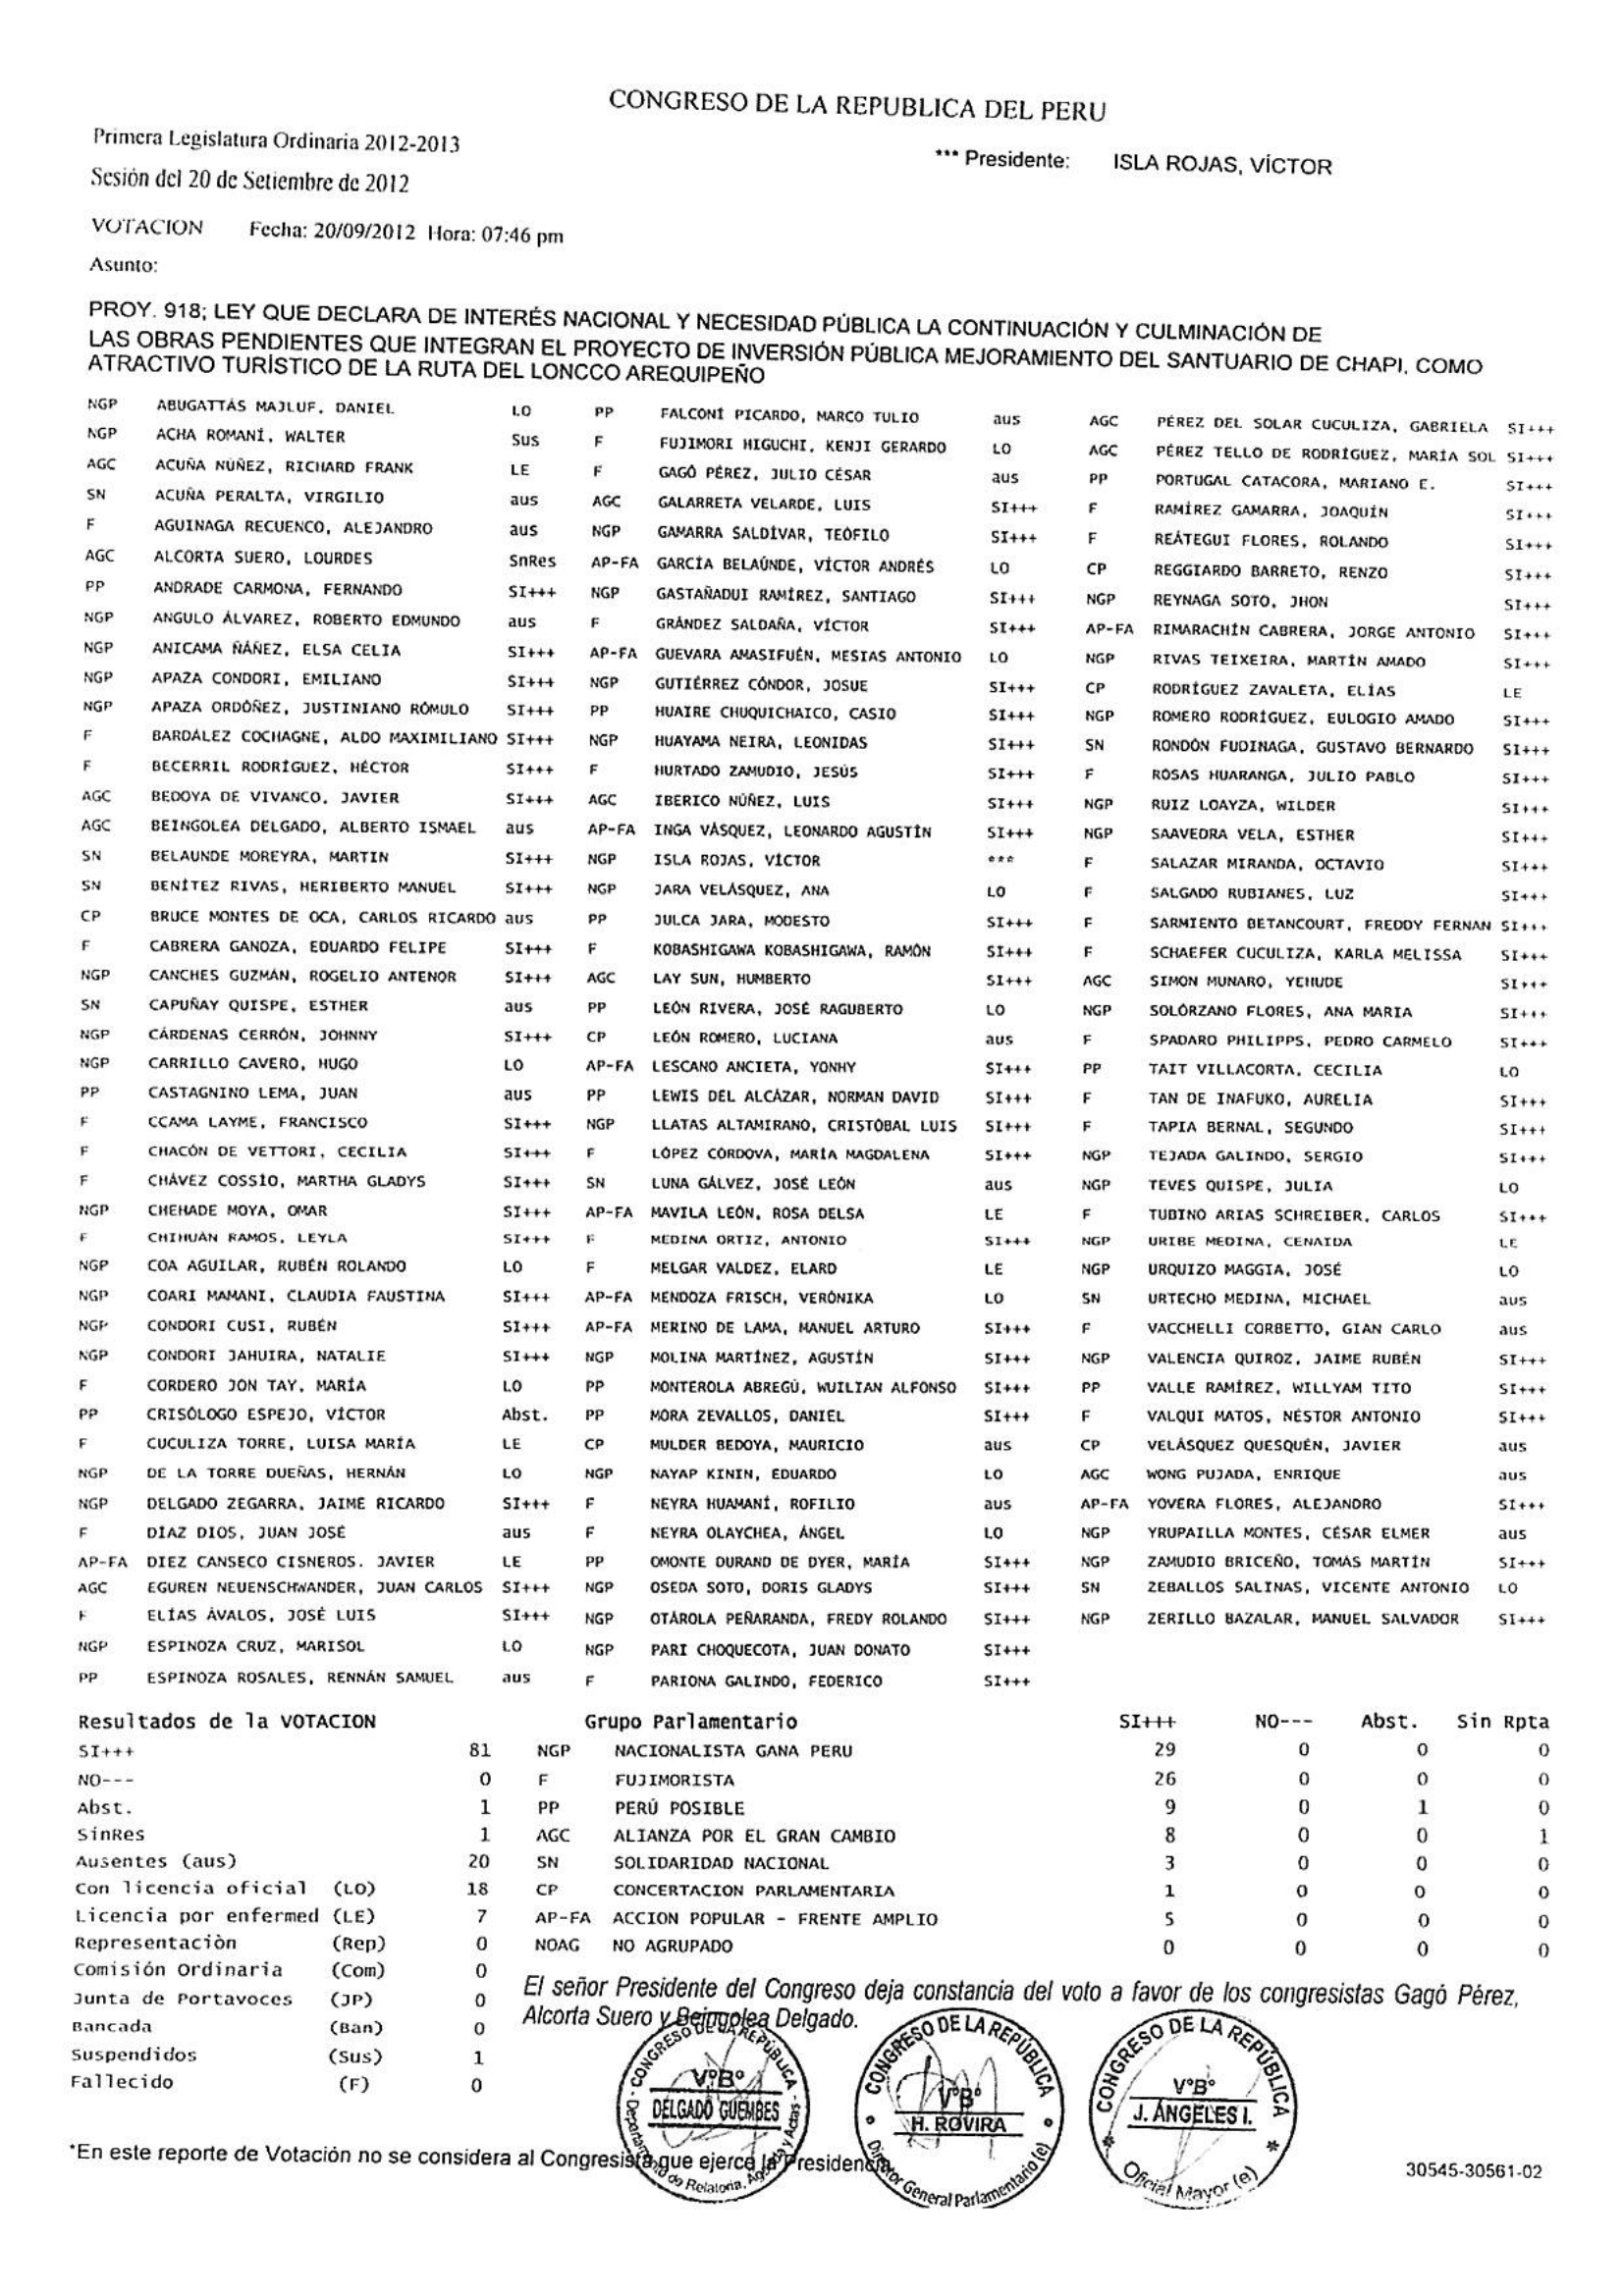 CONGRESO DE LA REPUBLICA DEL PERU
Primera Legislatura Ordinaria 2012-2013
*** Presidente: ISLA ROJAS, VÍCTOR
Sesión del 20 de Setiembre de 2012
VOTACION Fecha: 20/09/2012 Hora: 07:46 pm
Asunto:
PROY. 918; LEY QUE DECLARA DE INTERÉS NACIONAL Y NECESIDAD PÚBLICA LA CONTINUACIÓN Y CULMINACIÓN DE
LAS OBRAS PENDIENTES QUE INTEGRAN EL PROYECTO DE INVERSIÓN PÚBLICA MEJORAMIENTO DEL SANTUARIO DE CHAPI, COMO
ATRACTIVO TURÍSTICO DE LA RUTA DEL LONCCO AREQUIPEÑO
NGP ABUGATTÁS MAJLUF, DANIEL LO PP FALCONÍ PICARDO, MARCO TULIO aus AGC PÉREZ DEL SOLAR CUCULIZA, GABRIELA SI+++
NGP ACHA ROMANÍ, WALTER Sus F FUJIMORI HIGUCHI, KENJI GERARDO LO AGC PÉREZ TELLO DE RODRÍGUEZ, MARÍA SOL SI+++
AGC ACUÑA NÚÑEZ, RICHARD FRANK LE F GAGÓ PÉREZ, JULIO CÉSAR aus PP PORTUGAL CATACORA, MARIANO E. SI+++
SN ACUÑA PERALTA, VIRGILIO aus AGC GALARRETA VELARDE, LUIS SI+++ F RAMÍREZ GAMARRA, JOAQUÍN SI+++
F AGUINAGA RECUENCO, ALEJANDRO aus NGP GAMARRA SALDÍVAR, TEÓFILO SI+++ F REÁTEGUI FLORES, ROLANDO SI+++
AGC ALCORTA SUERO, LOURDES SnRes AP-FA GARCÍA BELAÚNDE, VÍCTOR ANDRÉS LO CP REGGIARDO BARRETO, RENZO SI+++
PP ANDRADE CARMONA, FERNANDO SI+++ NGP GASTAÑADUI RAMÍREZ, SANTIAGO SI+++ NGP REYNAGA SOTO, JHON SI+++
NGP ANGULO ÁLVAREZ, ROBERTO EDMUNDO aus F GRÁNDEZ SALDAÑA, VÍCTOR SI+++ AP-FA RIMARACHÍN CABRERA, JORGE ANTONIO SI+++
NGP ANICAMA ÑÁÑEZ, ELSA CELIA SI+++ AP-FA GUEVARA AMASIFUÉN, MESIAS ANTONIO LO NGP RIVAS TEIXEIRA, MARTÍN AMADO SI+++
NGP APAZA CONDORI, EMILIANO SI+++ NGP GUTIÉRREZ CÓNDOR, JOSUE SI+++ CP RODRÍGUEZ ZAVALETA, ELÍAS LE
NGP APAZA ORDÓÑEZ, JUSTINIANO RÓMULO SI+++ PP HUAIRE CHUQUICHAICO, CASIO SI+++ NGP ROMERO RODRÍGUEZ, EULOGIO AMADO SI+++
F BARDÁLEZ COCHAGNE, ALDO MAXIMILIANO SI+++ NGP HUAYAMA NEIRA, LEONIDAS SI+++ SN RONDÓN FUDINAGA, GUSTAVO BERNARDO SI+++
F BECERRIL RODRÍGUEZ, HÉCTOR SI+++ F HURTADO ZAMUDIO, JESÚS SI+++ F ROSAS HUARANGA, JULIO PABLO SI+++
AGC BEDOYA DE VIVANCO, JAVIER SI+++ AGC IBERICO NÚÑEZ, LUIS SI+++ NGP RUIZ LOAYZA, WILDER SI+++
AGC BEINGOLEA DELGADO, ALBERTO ISMAEL aus AP-FA INGA VÁSQUEZ, LEONARDO AGUSTÍN SI+++ NGP SAAVEDRA VELA, ESTHER SI+++
SN BELAUNDE MOREYRA, MARTIN SI+++ NGP ISLA ROJAS, VÍCTOR *** F SALAZAR MIRANDA, OCTAVIO SI+++
SN BENÍTEZ RIVAS, HERIBERTO MANUEL SI+++ NGP JARA VELÁSQUEZ, ANA LO F SALGADO RUBIANES, LUZ SI+++
CP BRUCE MONTES DE OCA, CARLOS RICARDO aus PP JULCA JARA, MODESTO SI+++ F SARMIENTO BETANCOURT, FREDDY FERNAN SI+++
F CABRERA GANOZA, EDUARDO FELIPE SI+++ F KOBASHIGAWA KOBASHIGAWA, RAMÓN SI+++ F SCHAEFER CUCULIZA, KARLA MELISSA SI+++
NGP CANCHES GUZMÁN, ROGELIO ANTENOR SI+++ AGC LAY SUN, HUMBERTO SI+++ AGC SIMON MUNARO, YEHUDE SI+++
SN CAPUÑAY QUISPE, ESTHER aus PP LEÓN RIVERA, JOSÉ RAGUBERTO LO NGP SOLÓRZANO FLORES, ANA MARIA SI+++
NGP CÁRDENAS CERRÓN, JOHNNY SI+++ CP LEÓN ROMERO, LUCIANA aus F SPADARO PHILIPPS, PEDRO CARMELO SI+++
NGP CARRILLO CAVERO, HUGO LO AP-FA LESCANO ANCIETA, YONHY SI+++ PP TAIT VILLACORTA, CECILIA LO
PP CASTAGNINO LEMA, JUAN aus PP LEWIS DEL ALCÁZAR, NORMAN DAVID SI+++ F TAN DE INAFUKO, AURELIA SI+++
F CCAMA LAYME, FRANCISCO SI+++ NGP LLATAS ALTAMIRANO, CRISTÓBAL LUIS SI+++ F TAPIA BERNAL, SEGUNDO SI+++
F CHACÓN DE VETTORI, CECILIA SI+++ F LÓPEZ CÓRDOVA, MARÍA MAGDALENA SI+++ NGP TEJADA GALINDO, SERGIO SI+++
F CHÁVEZ COSSÍO, MARTHA GLADYS SI+++ SN LUNA GÁLVEZ, JOSÉ LEÓN aus NGP TEVES QUISPE, JULIA LO
NGP CHEHADE MOYA, OMAR SI+++ AP-FA MAVILA LEÓN, ROSA DELSA LE F TUBINO ARIAS SCHREIBER, CARLOS SI+++
F CHIHUÁN RAMOS, LEYLA SI+++ F MEDINA ORTIZ, ANTONIO SI+++ NGP URIBE MEDINA, CENAIDA LE
NGP COA AGUILAR, RUBÉN ROLANDO LO F MELGAR VALDEZ, ELARD LE NGP URQUIZO MAGGIA, JOSÉ LO
NGP COARI MAMANI, CLAUDIA FAUSTINA SI+++ AP-FA MENDOZA FRISCH, VERÓNIKA LO SN URTECHO MEDINA, MICHAEL aus
NGP CONDORI CUSI, RUBÉN SI+++ AP-FA MERINO DE LAMA, MANUEL ARTURO SI+++ F VACCHELLI CORBETTO, GIAN CARLO aus
NGP CONDORI JAHUIRA, NATALIE SI+++ NGP MOLINA MARTÍNEZ, AGUSTÍN SI+++ NGP VALENCIA QUIROZ, JAIME RUBÉN SI+++
F CORDERO JON TAY, MARÍA LO PP MONTEROLA ABREGÚ, WUILIAN ALFONSO SI+++ PP VALLE RAMÍREZ, WILLYAM TITO SI+++
PP CRISÓLOGO ESPEJO, VÍCTOR Abst. PP MORA ZEVALLOS, DANIEL SI+++ F VALQUI MATOS, NÉSTOR ANTONIO SI+++
F CUCULIZA TORRE, LUISA MARÍA LE CP MULDER BEDOYA, MAURICIO aus CP VELÁSQUEZ QUESQUÉN, JAVIER aus
NGP DE LA TORRE DUEÑAS, HERNÁN LO NGP NAYAP KININ, EDUARDO LO AGC WONG PUJADA, ENRIQUE aus
NGP DELGADO ZEGARRA, JAIME RICARDO SI+++ F NEYRA HUAMANÍ, ROFILIO aus AP-FA YOVERA FLORES, ALEJANDRO SI+++
F DÍAZ DIOS, JUAN JOSÉ aus F NEYRA OLAYCHEA, ÁNGEL LO NGP YRUPAILLA MONTES, CÉSAR ELMER aus
AP-FA DIEZ CANSECO CISNEROS. JAVIER LE PP OMONTE DURAND DE DYER, MARÍA SI+++ NGP ZAMUDIO BRICEÑO, TOMÁS MARTÍN SI+++
AGC EGUREN NEUENSCHWANDER, JUAN CARLOS SI+++ NGP OSEDA SOTO, DORIS GLADYS SI+++ SN ZEBALLOS SALINAS, VICENTE ANTONIO LO
F ELÍAS ÁVALOS, JOSÉ LUIS SI+++ NGP OTÁROLA PEÑARANDA, FREDY ROLANDO SI+++ NGP ZERILLO BAZALAR, MANUEL SALVADOR SI+++
NGP ESPINOZA CRUZ, MARISOL LO NGP PARI CHOQUECOTA, JUAN DONATO SI+++
PP ESPINOZA ROSALES, RENNÁN SAMUEL aus F PARIONA GALINDO, FEDERICO SI+++
Resultados de la VOTACION Grupo Parlamentario SI+++ NO--- Abst. Sin Rpta
SI+++ 81 NGP NACIONALISTA GANA PERU 29 0 0 0
NO--- 0 F FUJIMORISTA 26 0 0 0
Abst. 1 PP PERÚ POSIBLE 9 0 1 0
SinRes 1 AGC ALIANZA POR EL GRAN CAMBIO 8 0 0 1
Ausentes (aus) 20 SN SOLIDARIDAD NACIONAL 3 0 0 0
Con licencia oficial (LO) 18 CP CONCERTACION PARLAMENTARIA 1 0 0 0
Licencia por enfermed (LE) 7 AP-FA ACCION POPULAR - FRENTE AMPLIO 5 0 0 0
Representación (Rep) 0 NOAG NO AGRUPADO 0 0 0 0
Comisión Ordinaria (Com) 0
Junta de Portavoces (JP) 0
Bancada (Ban) 0
Suspendidos (Sus) 1
Fallecido (F) 0
El señor Presidente del Congreso deja constancia del voto a favor de los congresistas Gagó Pérez,
Alcorta Suero y Beingolea Delgado.
CONGRESO DE LA REPÚBLICA
V°B°
DELGADO GUEMBES
Departamento de Relatoria, Agenda y Actas
CONGRESO DE LA REPÚBLICA
V°B°
H. ROVIRA
Director General Parlamentario (e)
CONGRESO DE LA REPÚBLICA
V°B°
J. ÁNGELES I.
Oficial Mayor (e)
*En este reporte de Votación no se considera al Congresista que ejerce la Presidencia
30545-30561-02